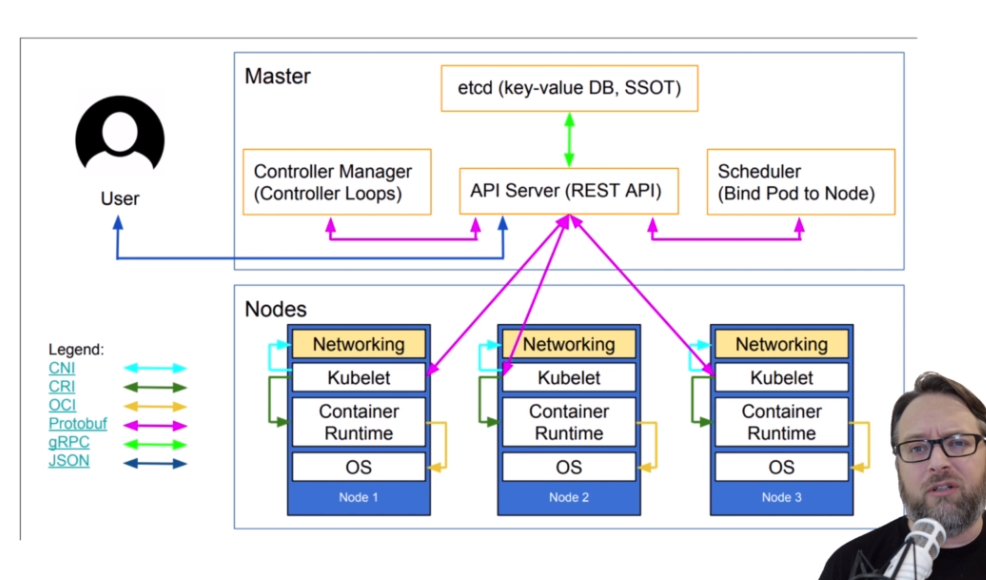 Master
etcd (key-value DB, SSOT)
Controller Manager
(Controller Loops)
API Server (REST API)
Scheduler
(Bind Pod to Node)
User
Nodes
Legend:
CNI
CRI
OCI
Protobuf
gRPC
JSON
Networking
Kubelet
Container
Runtime
OS
Node 1
Networking
Kubelet
Container
Runtime
OS
Node 2
Networking
Kubelet
Container
Runtime
OS
Node 3